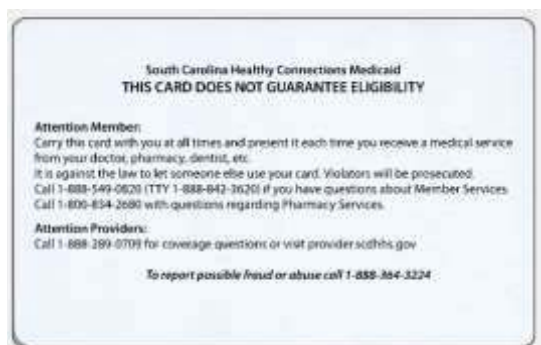 South Carolina Healthy Connections Medicaid
THIS CARD DOES NOT GUARANTEE ELIGIBILITY
Attention Member:
Carry this card with you at all times and present it each time you receive a medical service
from your doctor, pharmacy, dentist, etc.
It is against the law to let someone else use your card. Violators will be prosecuted.
Call 1-888-549-0820 (TTY 1-888-842-3620) if you have questions about Member Services.
Call 1-800-834-2680 with questions regarding Pharmacy Services.
Attention Providers:
Call 1-888-289-0709 for coverage questions or visit provider.scdhhs.gov
To report possible fraud or abuse call 1-888-364-3224